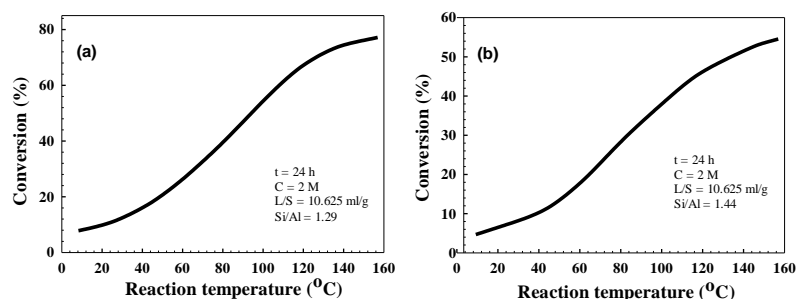 (a)
Conversion (%)
80
60
40
20
0
t = 24 h
C = 2 M
L/S = 10.625 ml/g
Si/Al = 1.29
0 20 40 60 80 100 120 140 160
Reaction temperature (°C)
(b)
Conversion (%)
60
50
40
30
20
10
0
t = 24 h
C = 2 M
L/S = 10.625 ml/g
Si/Al = 1.44
0 20 40 60 80 100 120 140 160
Reaction temperature (°C)